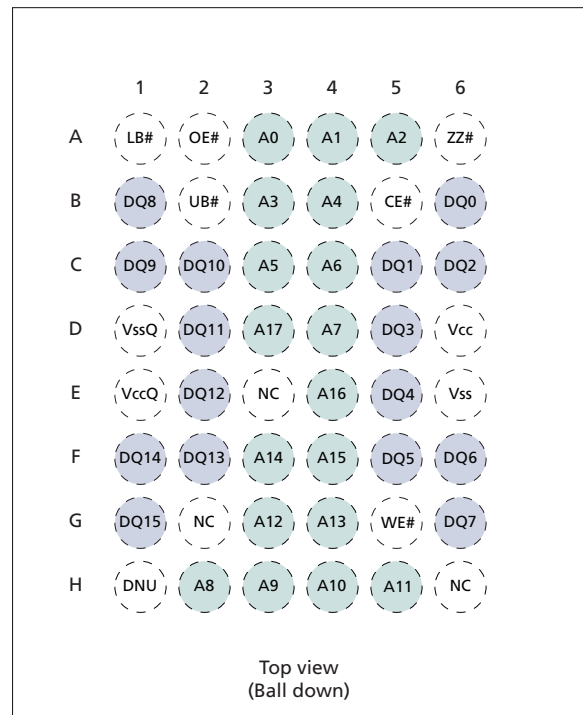 1 2 3 4 5 6
A LB# OE# A0 A1 A2 ZZ#
B DQ8 UB# A3 A4 CE# DQ0
C DQ9 DQ10 A5 A6 DQ1 DQ2
D VssQ DQ11 A17 A7 DQ3 Vcc
E VccQ DQ12 NC A16 DQ4 Vss
F DQ14 DQ13 A14 A15 DQ5 DQ6
G DQ15 NC A12 A13 WE# DQ7
H DNU A8 A9 A10 A11 NC
Top view
(Ball down)